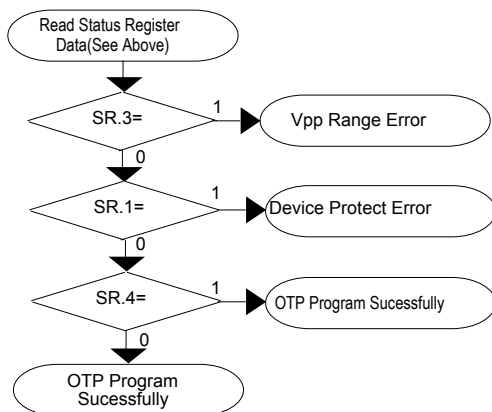 Read Status Register
Data(See Above)
SR.3=
1
Vpp Range Error
0
SR.1=
1
Device Protect Error
0
SR.4=
1
OTP Program Sucessfully
0
OTP Program
Sucessfully